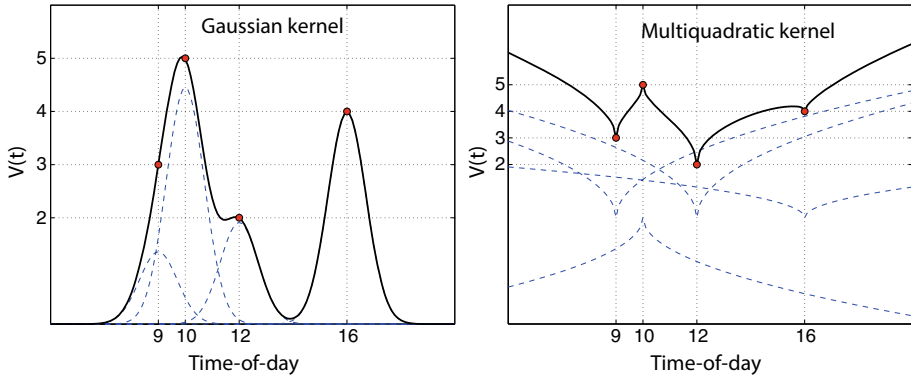 Gaussian kernel
5
4
3
2
V(t)
9 10 12 16
Time-of-day
Multiquadratic kernel
5
4
3
2
V(t)
9 10 12 16
Time-of-day